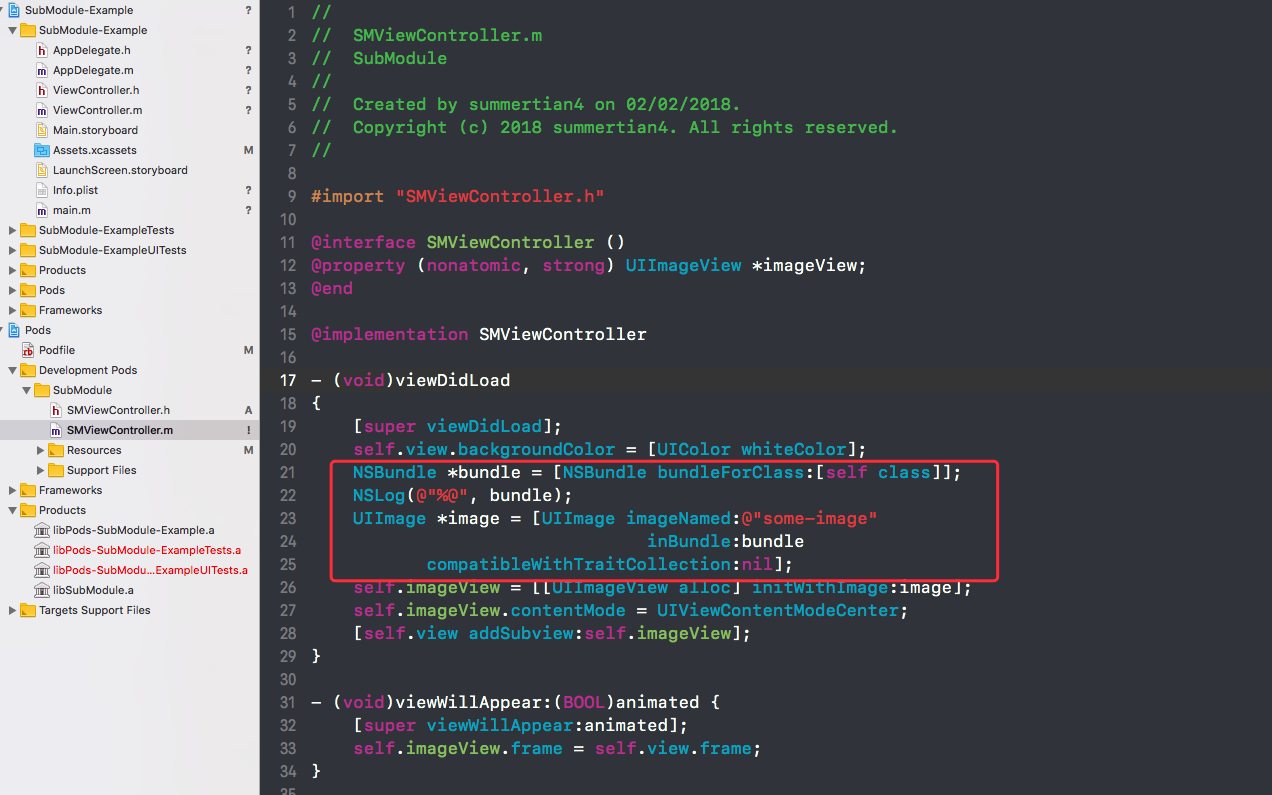 SubModule-Example ?
SubModule-Example
AppDelegate.h ?
AppDelegate.m ?
ViewController.h ?
ViewController.m ?
Main.storyboard
Assets.xcassets M
LaunchScreen.storyboard
Info.plist ?
main.m ?
SubModule-ExampleTests
SubModule-ExampleUITests
Products
Pods
Frameworks
Pods
Podfile M
Development Pods
SubModule
SMViewController.h A
SMViewController.m !
Resources M
Support Files
Frameworks
Products
libPods-SubModule-Example.a
libPods-SubModule-ExampleTests.a
libPods-SubModu...ExampleUITests.a
libSubModule.a
Targets Support Files
1 //
2 //  SMViewController.m
3 //  SubModule
4 //
5 //  Created by summertian4 on 02/02/2018.
6 //  Copyright (c) 2018 summertian4. All rights reserved.
7 //
8
9 #import "SMViewController.h"
10
11 @interface SMViewController ()
12 @property (nonatomic, strong) UIImageView *imageView;
13 @end
14
15 @implementation SMViewController
16
17 - (void)viewDidLoad
18 {
19     [super viewDidLoad];
20     self.view.backgroundColor = [UIColor whiteColor];
21     NSBundle *bundle = [NSBundle bundleForClass:[self class]];
22     NSLog(@"%@", bundle);
23     UIImage *image = [UIImage imageNamed:@"some-image"
24                                 inBundle:bundle
25            compatibleWithTraitCollection:nil];
26     self.imageView = [[UIImageView alloc] initWithImage:image];
27     self.imageView.contentMode = UIViewContentModeCenter;
28     [self.view addSubview:self.imageView];
29 }
30
31 - (void)viewWillAppear:(BOOL)animated {
32     [super viewWillAppear:animated];
33     self.imageView.frame = self.view.frame;
34 }
35